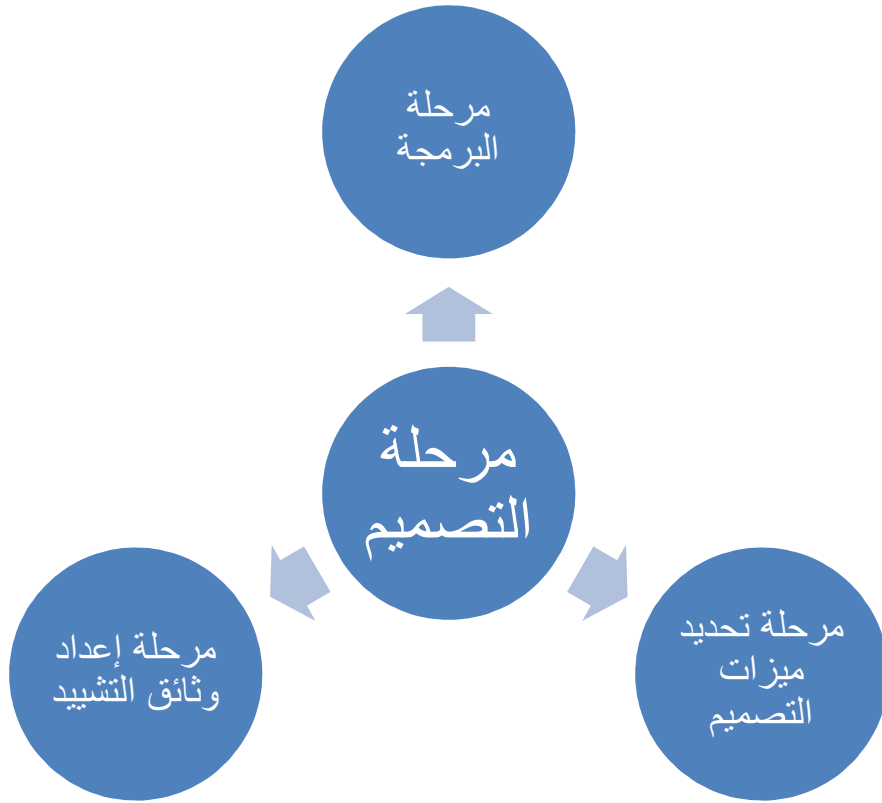 مرحلة
البرمجة
مرحلة
التصميم
مرحلة تحديد
ميزات
التصميم
مرحلة إعداد
وثائق التشييد